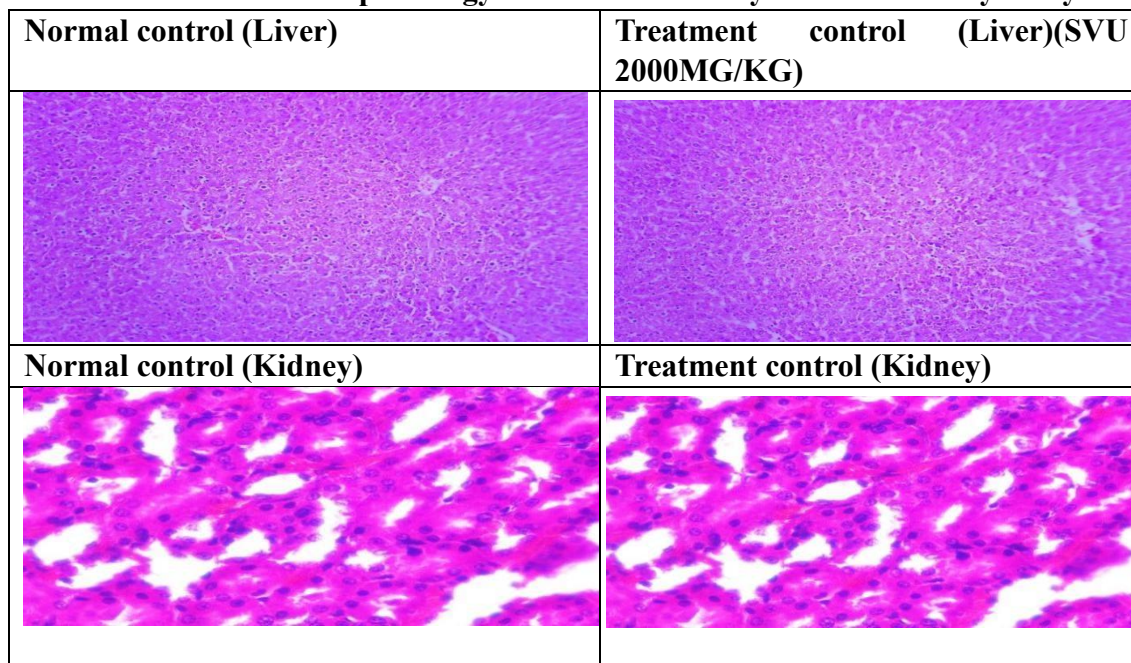 Normal control (Liver)
Treatment control (Liver)(SVU
2000MG/KG)
Normal control (Kidney)
Treatment control (Kidney)